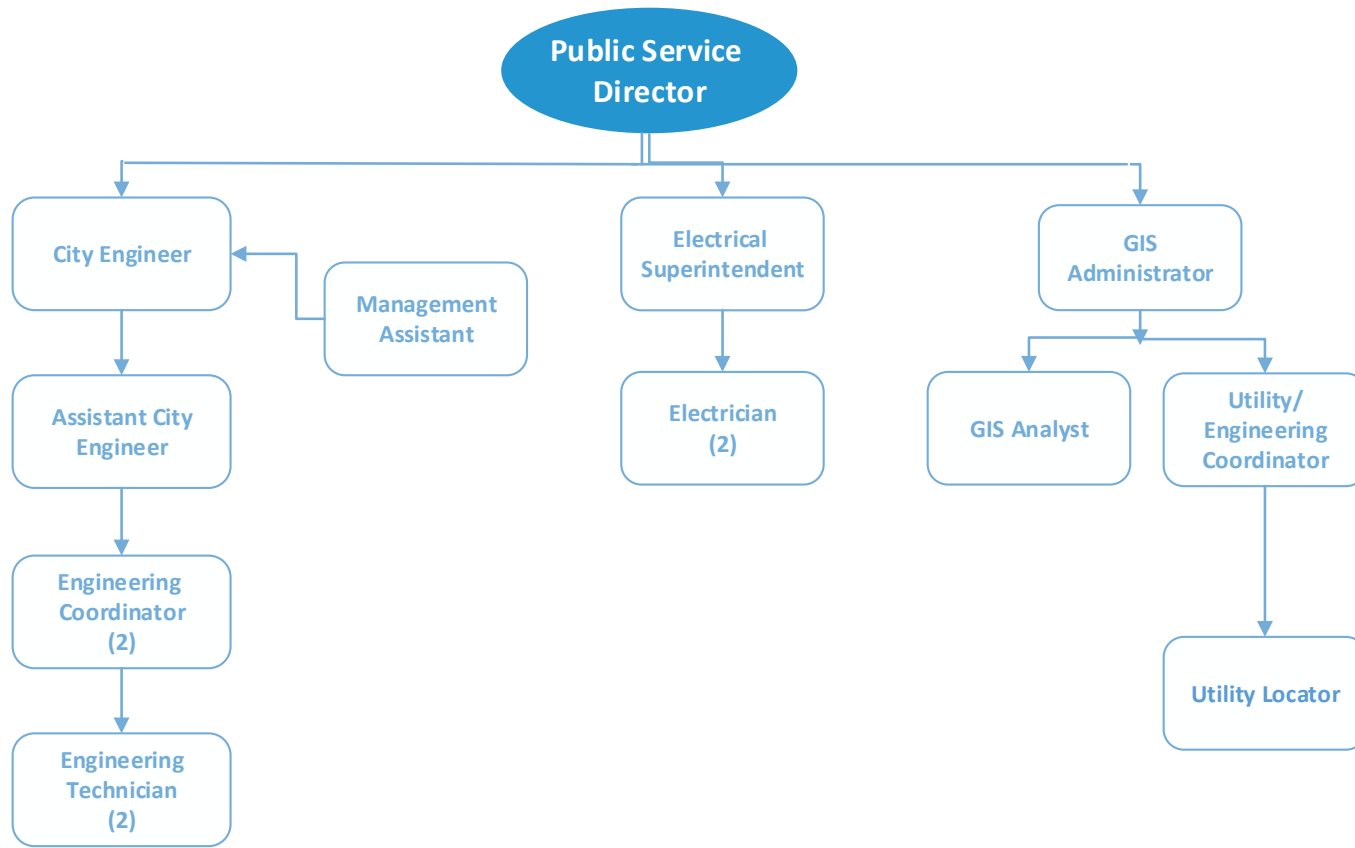 Public Service
Director
City Engineer
Management
Assistant
Electrical
Superintendent
GIS
Administrator
Assistant City
Engineer
Electrician
(2)
GIS Analyst
Utility/
Engineering
Coordinator
Engineering
Coordinator
(2)
Utility Locator
Engineering
Technician
(2)